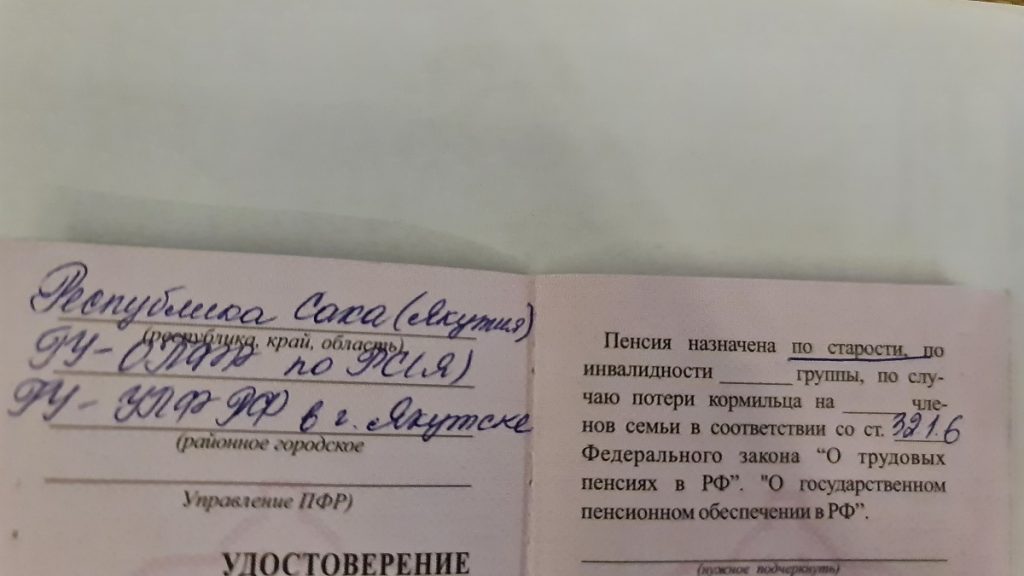 Республика Саха (Якутия)
(республика, край, область)
ГУ-ОПФР по РС(Я)
ГУ-УПФ РФ в г. Якутске
(районное городское
Управление ПФР)
УДОСТОВЕРЕНИЕ
Пенсия назначена по старости, по
инвалидности ______ группы, по слу-
чаю потери кормильца на ______ чле-
нов семьи в соответствии со ст. 32.1.6
Федерального закона “О трудовых
пенсиях в РФ”. "О государственном
пенсионном обеспечении в РФ”.
(нужное подчеркнуть)